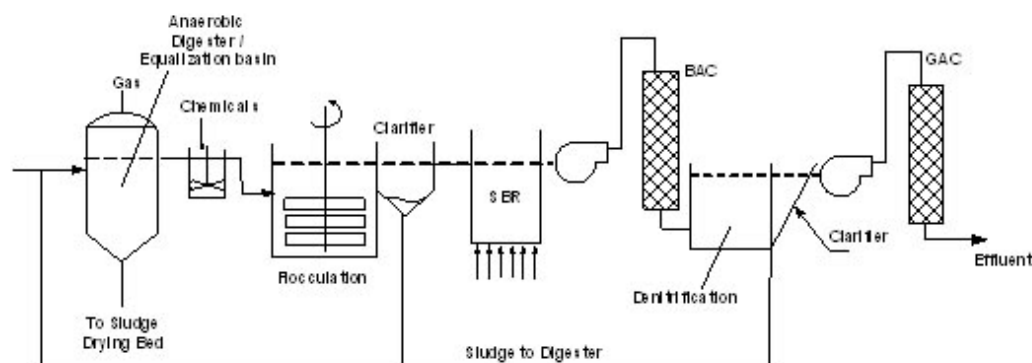 Anaerobic
Digester /
Equalization basin
Gas
Chemicals
Clarifier
BAC
GAC
SBR
Flocculation
Denitrification
Clarifier
Effluent
To Sludge
Drying Bed
Sludge to Digester